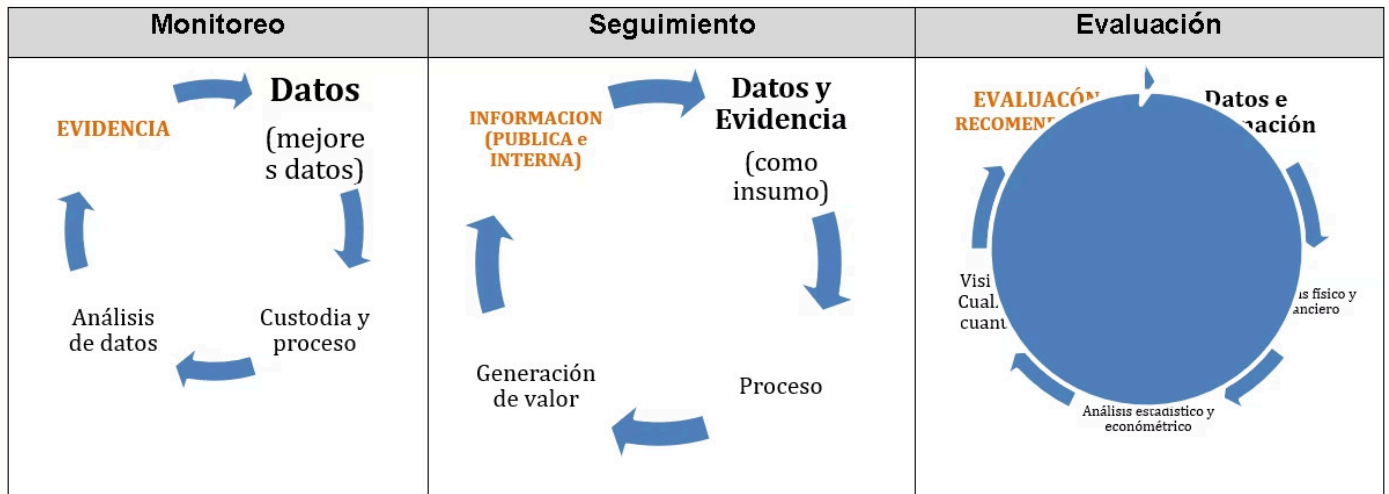 Monitoreo
Seguimiento
Evaluación
EVIDENCIA
Datos
(mejore
s datos)
Custodia y
proceso
Análisis
de datos
INFORMACION
(PUBLICA e
INTERNA)
Datos y
Evidencia
(como
insumo)
Proceso
Generación
de valor
EVALUACÓN
Datos e
físico y
Análisis estadístico y
econométrico